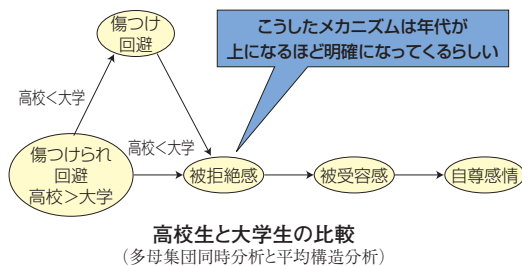 傷つけ
回避
こうしたメカニズムは年代が
上になるほど明確になってくるらしい
高校<大学
高校<大学
傷つけられ
回避
高校>大学
被拒絶感
被受容感
自尊感情
高校生と大学生の比較
(多母集団同時分析と平均構造分析)